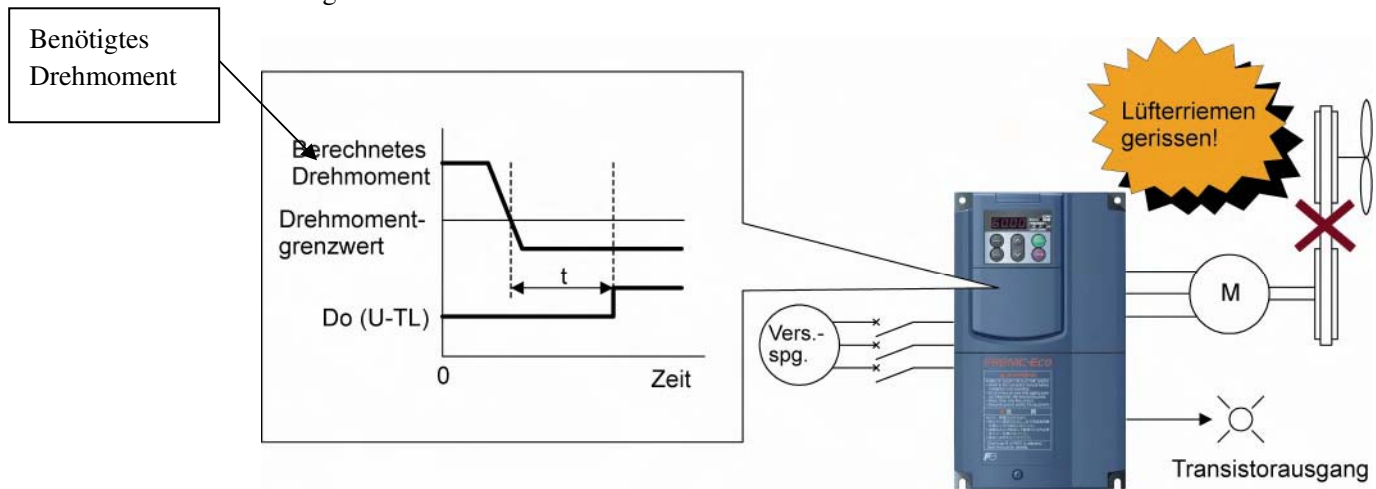 g
Benötigtes
Drehmoment
Berechnetes
Drehmoment
Drehmoment-
grenzwert
t
Do (U-TL)
0
Zeit
Vers.-
spg.
M
Lüfterriemen
gerissen!
Transistorausgang